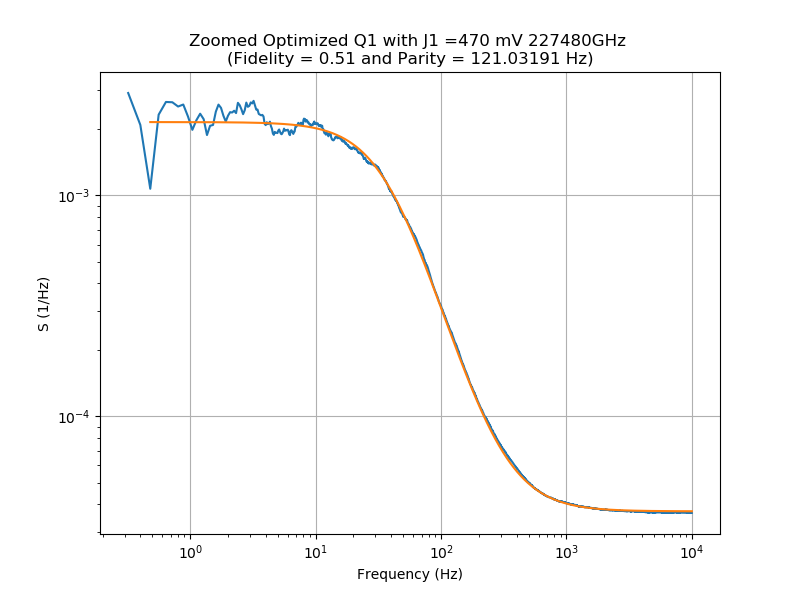 Zoomed Optimized Q1 with J1 =470 mV 227480GHz
(Fidelity = 0.51 and Parity = 121.03191 Hz)
S (1/Hz)
10⁻³
10⁻⁴
10⁰ 10¹ 10² 10³ 10⁴
Frequency (Hz)